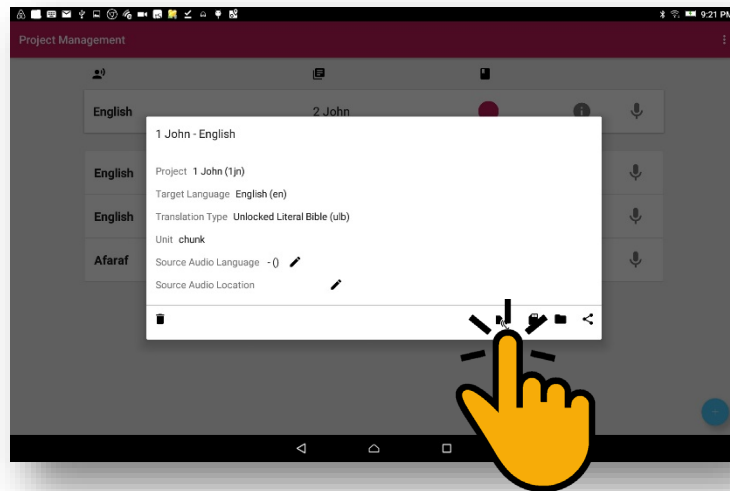 9:21 PM
Project Management
English 2 John
1 John - English
Project 1 John (1jn)
English
Target Language English (en)
English
Translation Type Unlocked Literal Bible (ulb)
Unit chunk
Afaraf
Source Audio Language - ()
Source Audio Location